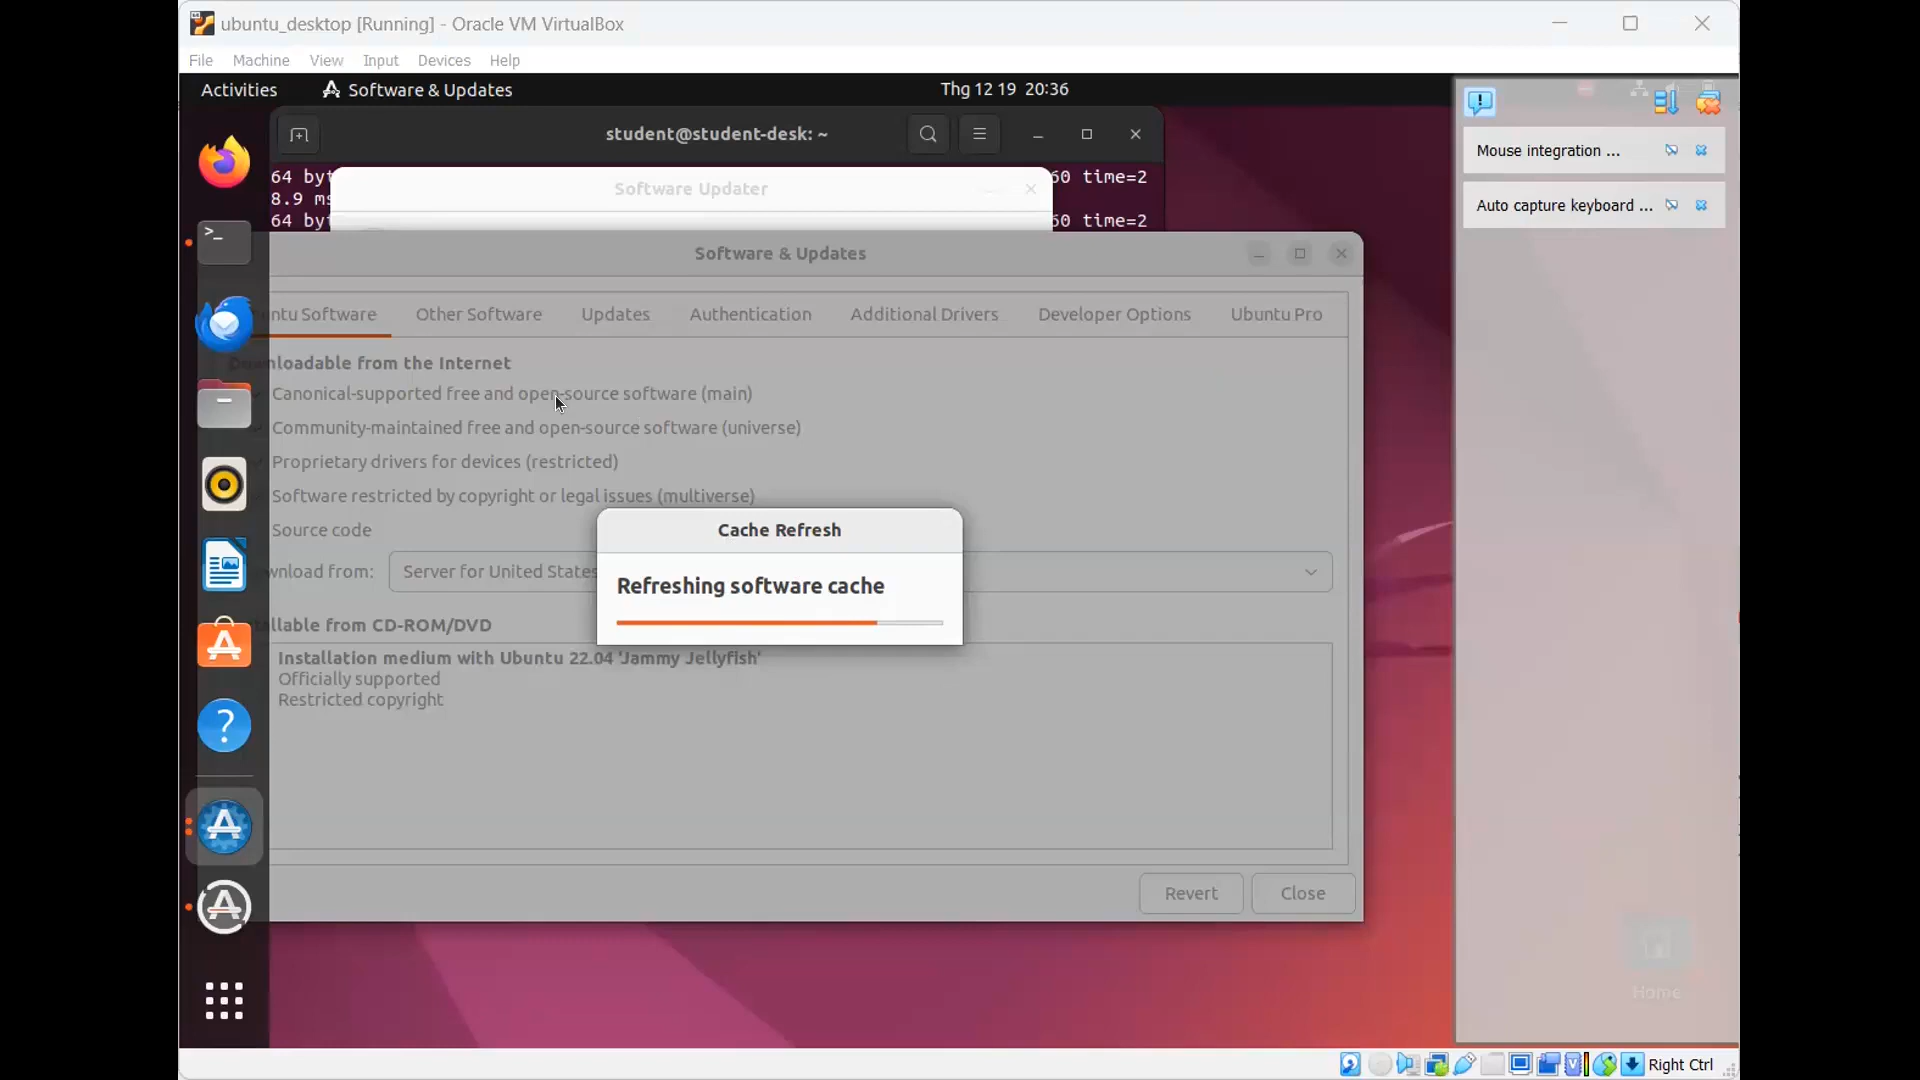 ubuntu_desktop [Running] - Oracle VM VirtualBox
File Machine View Input Devices Help
Activities Software & Updates Thg 12 19 20:36
student@student-desk: ~
64 byt 60 time=2
8.9 ms
64 byt 60 time=2
Software Updater
Software & Updates
ntu Software Other Software Updates Authentication Additional Drivers Developer Options Ubuntu Pro
Downloadable from the Internet
Canonical-supported free and open-source software (main)
Community-maintained free and open-source software (universe)
Proprietary drivers for devices (restricted)
Software restricted by copyright or legal issues (multiverse)
Source code
wnload from: Server for United States
Cache Refresh
Refreshing software cache
allable from CD-ROM/DVD
Installation medium with Ubuntu 22.04 'Jammy Jellyfish'
Officially supported
Restricted copyright
Revert Close
Mouse integration ...
Auto capture keyboard ...
Home
Right Ctrl